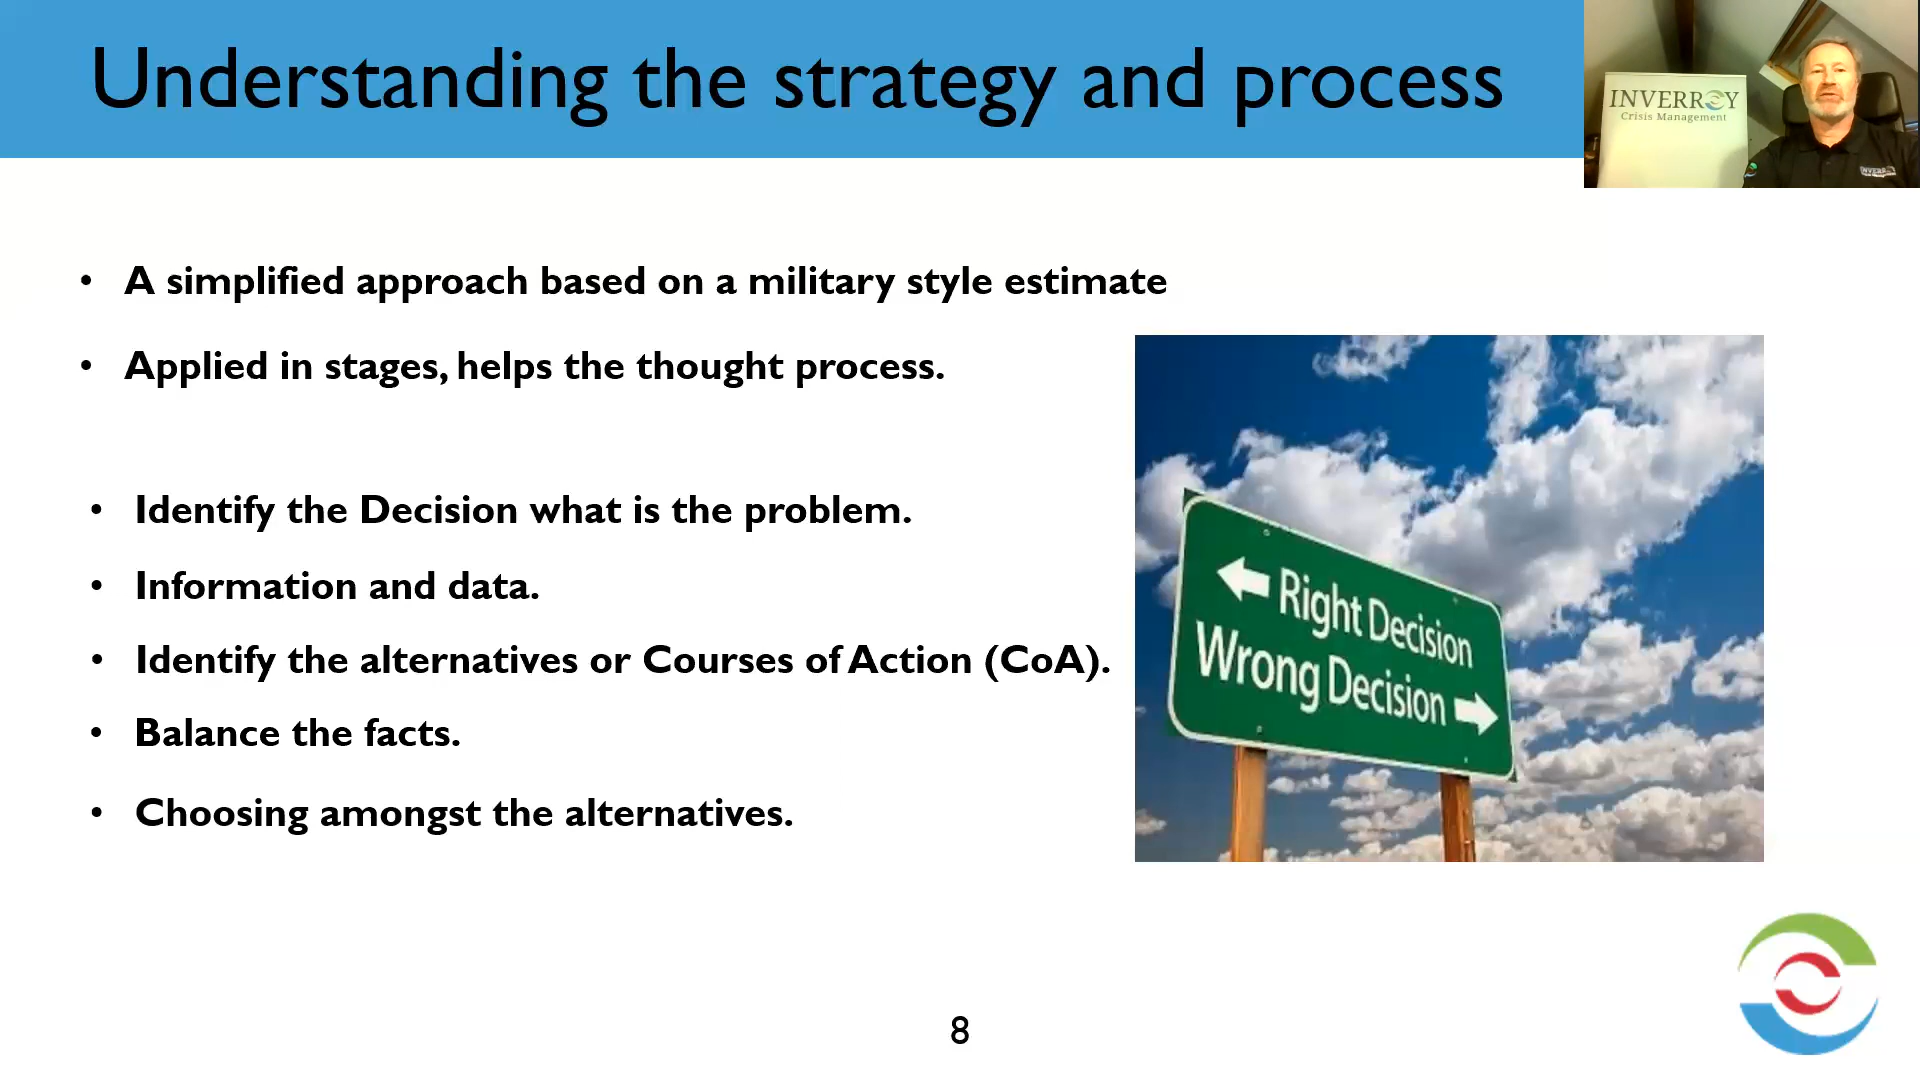 Understanding the strategy and process
INVERROY
Crisis Management
• A simplified approach based on a military style estimate
• Applied in stages, helps the thought process.
• Identify the Decision what is the problem.
• Information and data.
• Identify the alternatives or Courses of Action (CoA).
• Balance the facts.
• Choosing amongst the alternatives.
Right Decision
Wrong Decision
8